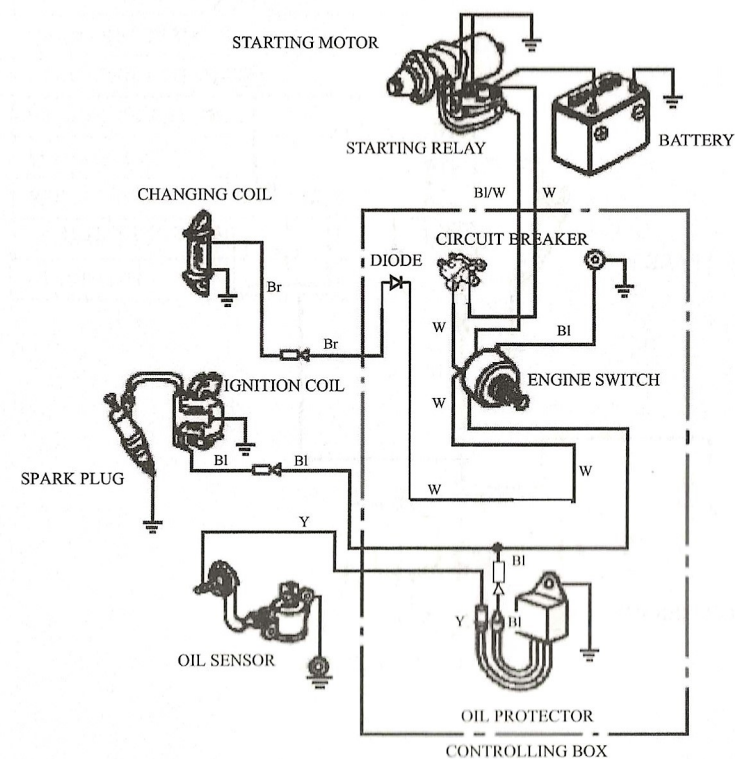 STARTING MOTOR
BATTERY
STARTING RELAY
Bl/W W
CHANGING COIL
CIRCUIT BREAKER
DIODE
Br
W
Bl
Br
IGNITION COIL
ENGINE SWITCH
W
Bl Bl
W
SPARK PLUG
W
Y
Bl
Y
Bl
OIL SENSOR
OIL PROTECTOR
CONTROLLING BOX